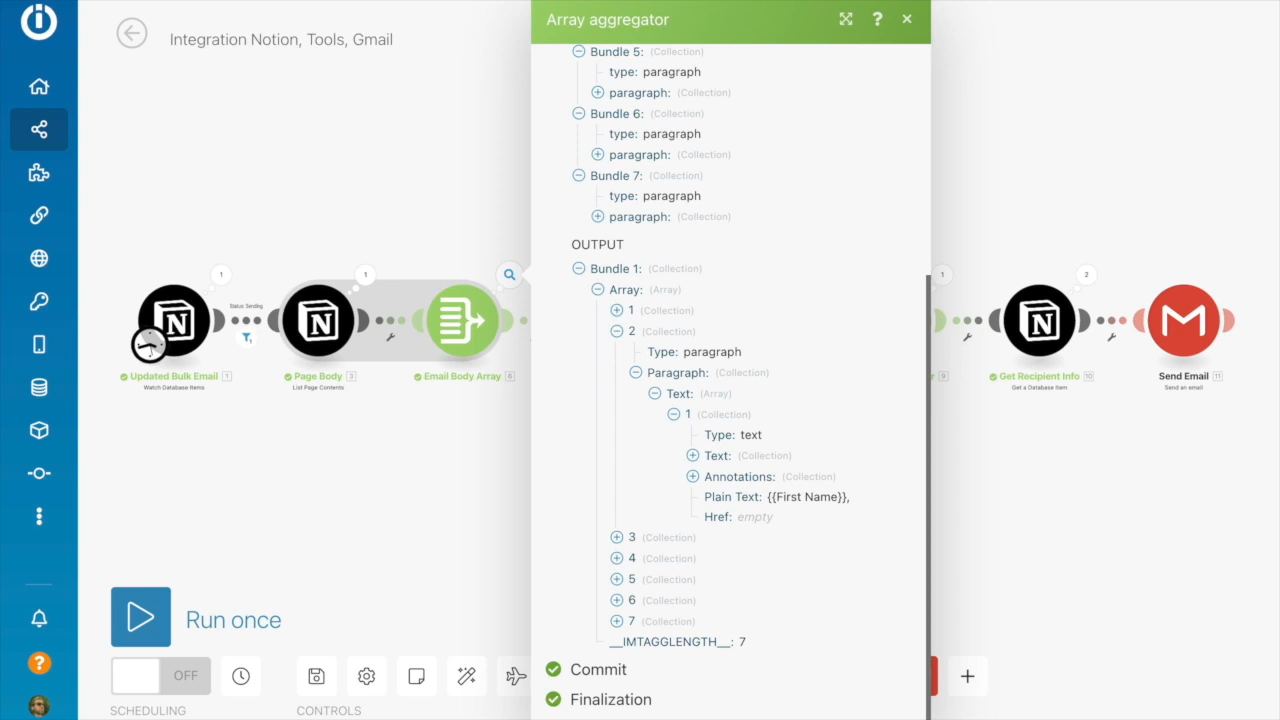 Array aggregator
?
Integration Notion, Tools, Gmail
Bundle 5: (Collection)
type: paragraph
paragraph: (Collection)
Bundle 6: (Collection)
type: paragraph
paragraph: (Collection)
Bundle 7: (Collection)
type: paragraph
paragraph: (Collection)
OUTPUT
Bundle 1: (Collection)
Array: (Array)
1 (Collection)
2 (Collection)
Type: paragraph
Paragraph: (Collection)
Text: (Array)
1 (Collection)
Type: text
Text: (Collection)
Annotations: (Collection)
Plain Text: {{First Name}},
Href: empty
3 (Collection)
4 (Collection)
5 (Collection)
6 (Collection)
7 (Collection)
__IMTAGGLENGTH__: 7
Commit
Finalization
1
Status: Sending
Updated Bulk Email 1
Watch Database Items
1
Page Body 3
List Page Contents
Email Body Array 6
1
r 9
2
Get Recipient Info 10
Get a Database Item
Send Email 11
Send an email
Run once
OFF
SCHEDULING
CONTROLS
?